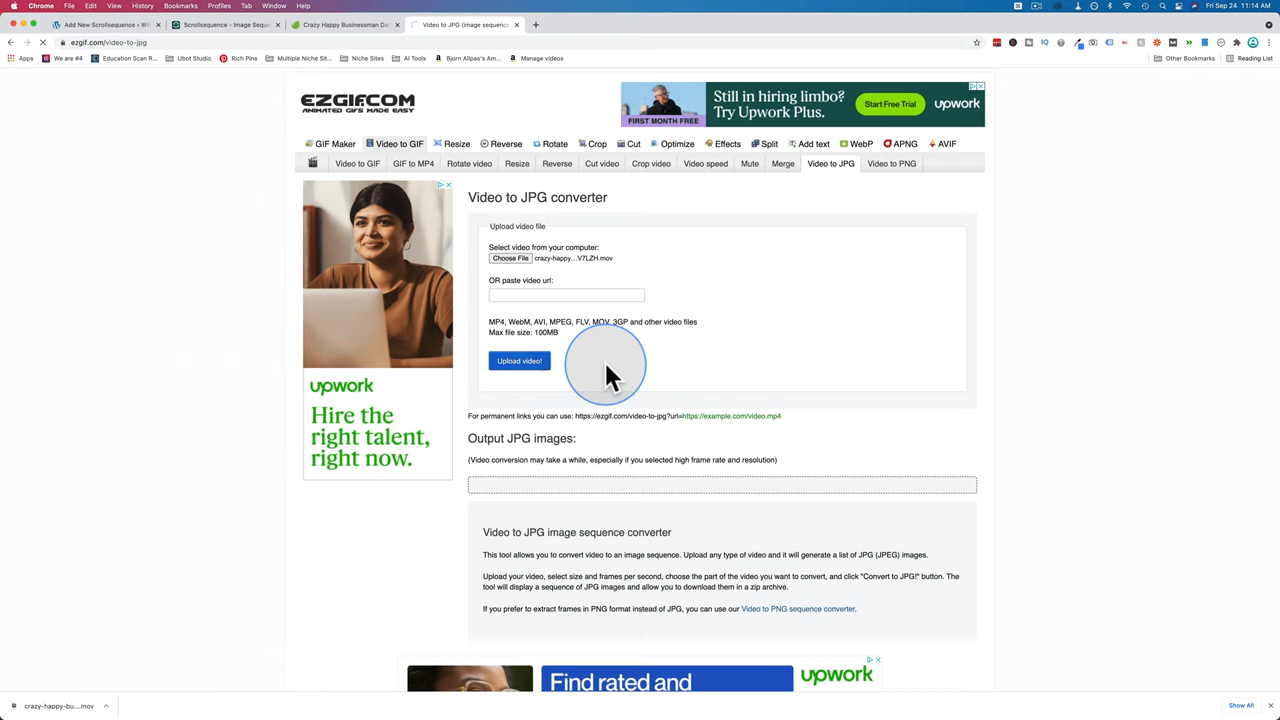 Chrome File Edit View History Bookmarks Profiles Tab Window Help
Fri Sep 24 11:14 AM
Add New Scrollsequence ‹ W
Scrollsequence - Image Sequ
Crazy Happy Businessman Dan
Video to JPG (image sequence
ezgif.com/video-to-jpg
Apps We are #4 Education Scan R... Ubot Studio Rich Pins Multiple Niche Sit... Niche Sites AI Tools Bjorn Allpas's Am... Manage videos Other Bookmarks Reading List
EZGIF.COM
ANIMATED GIFS MADE EASY
FIRST MONTH FREE
Still in hiring limbo?
Try Upwork Plus.
Start Free Trial
upwork
GIF Maker Video to GIF Resize Reverse Rotate Crop Cut Optimize Effects Split Add text WebP APNG AVIF
Video to GIF GIF to MP4 Rotate video Resize Reverse Cut video Crop video Video speed Mute Merge Video to JPG Video to PNG
Video to JPG converter
Upload video file
Select video from your computer:
Choose File crazy-happy...V7LZH.mov
OR paste video url:
MP4, WebM, AVI, MPEG, FLV, MOV, 3GP and other video files
Max file size: 100MB
Upload video!
upwork
Hire the
right talent,
right now.
For permanent links you can use: https://ezgif.com/video-to-jpg?url=https://example.com/video.mp4
Output JPG images:
(Video conversion may take a while, especially if you selected high frame rate and resolution)
Video to JPG image sequence converter
This tool allows you to convert video to an image sequence. Upload any type of video and it will generate a list of JPG (JPEG) images.
Upload your video, select size and frames per second, choose the part of the video you want to convert, and click "Convert to JPG!" button. The
tool will display a sequence of JPG images and allow you to download them in a zip archive.
If you prefer to extract frames in PNG format instead of JPG, you can use our Video to PNG sequence converter.
Find rated and
upwork
crazy-happy-bu....mov
Show All